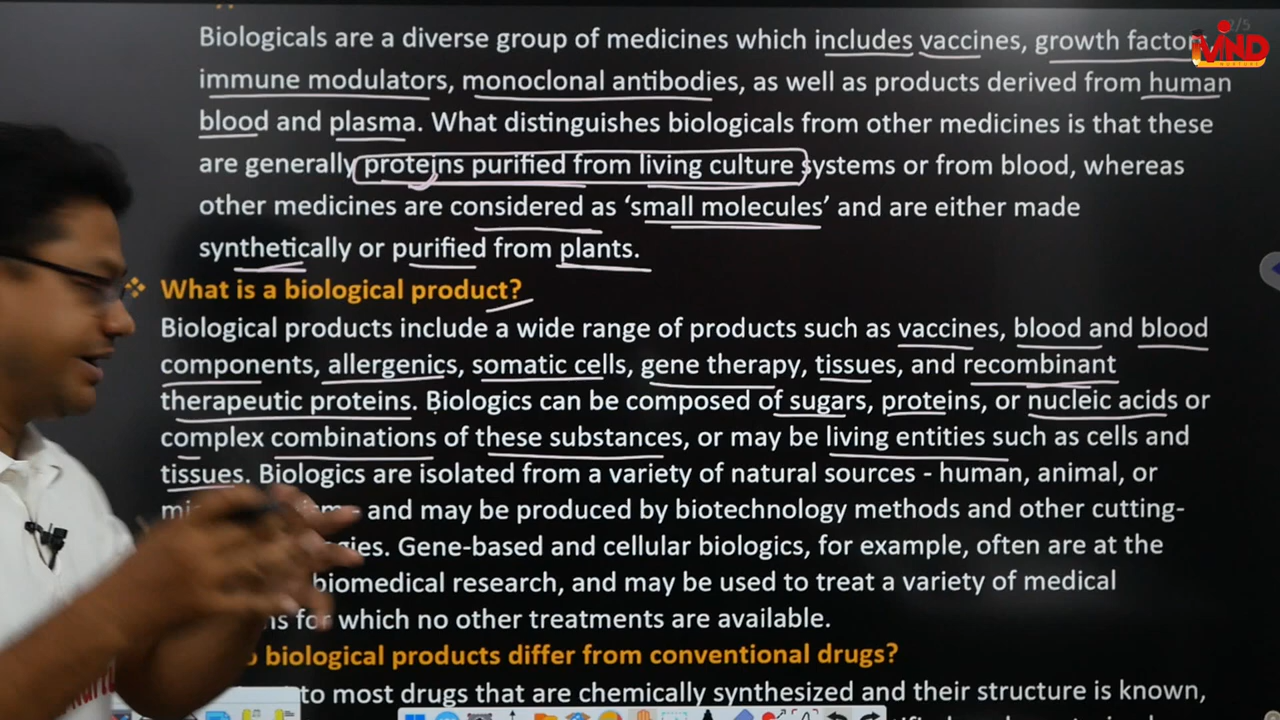 2/5
MIND
Biologicals are a diverse group of medicines which includes vaccines, growth factors,
immune modulators, monoclonal antibodies, as well as products derived from human
blood and plasma. What distinguishes biologicals from other medicines is that these
are generally proteins purified from living culture systems or from blood, whereas
other medicines are considered as ‘small molecules’ and are either made
synthetically or purified from plants.
❖ What is a biological product?
Biological products include a wide range of products such as vaccines, blood and blood
components, allergenics, somatic cells, gene therapy, tissues, and recombinant
therapeutic proteins. Biologics can be composed of sugars, proteins, or nucleic acids or
complex combinations of these substances, or may be living entities such as cells and
tissues. Biologics are isolated from a variety of natural sources - human, animal, or
- and may be produced by biotechnology methods and other cutting-
Gene-based and cellular biologics, for example, often are at the
biomedical research, and may be used to treat a variety of medical
for which no other treatments are available.
biological products differ from conventional drugs?
to most drugs that are chemically synthesized and their structure is known,